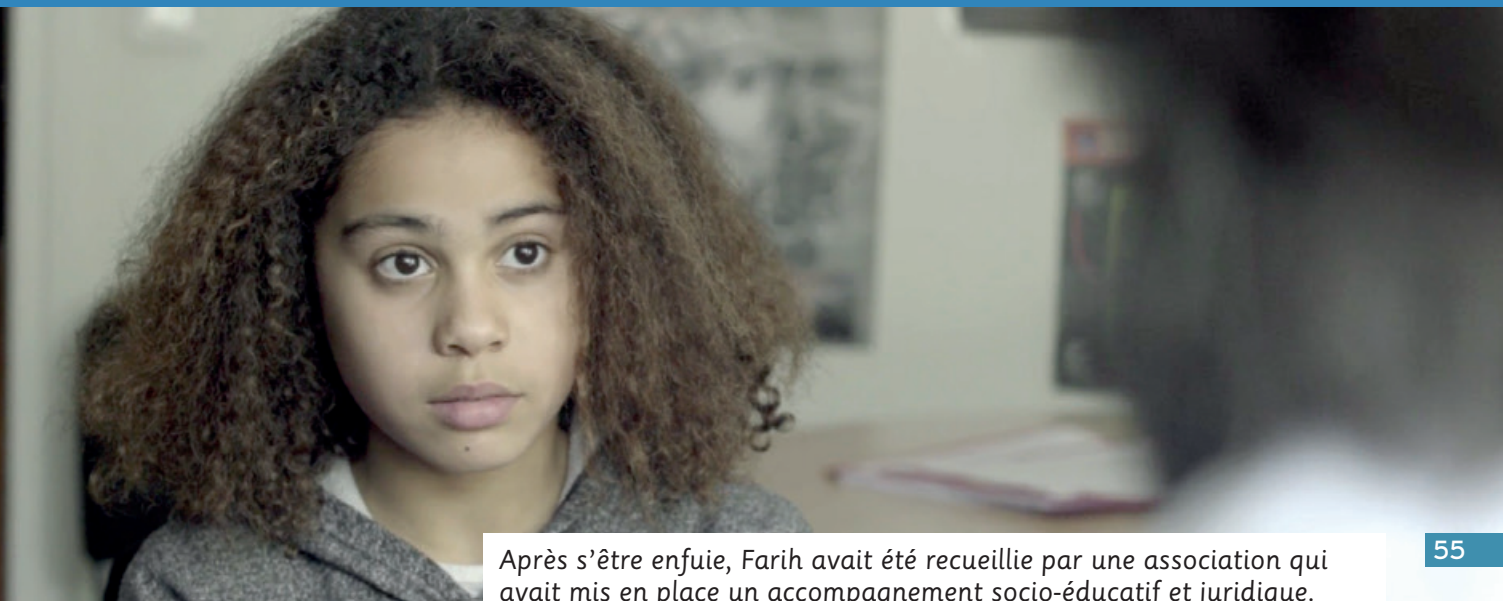 Après s’être enfuie, Farih avait été recueillie par une association qui
avait mis en place un accompagnement socio-éducatif et juridique.
55